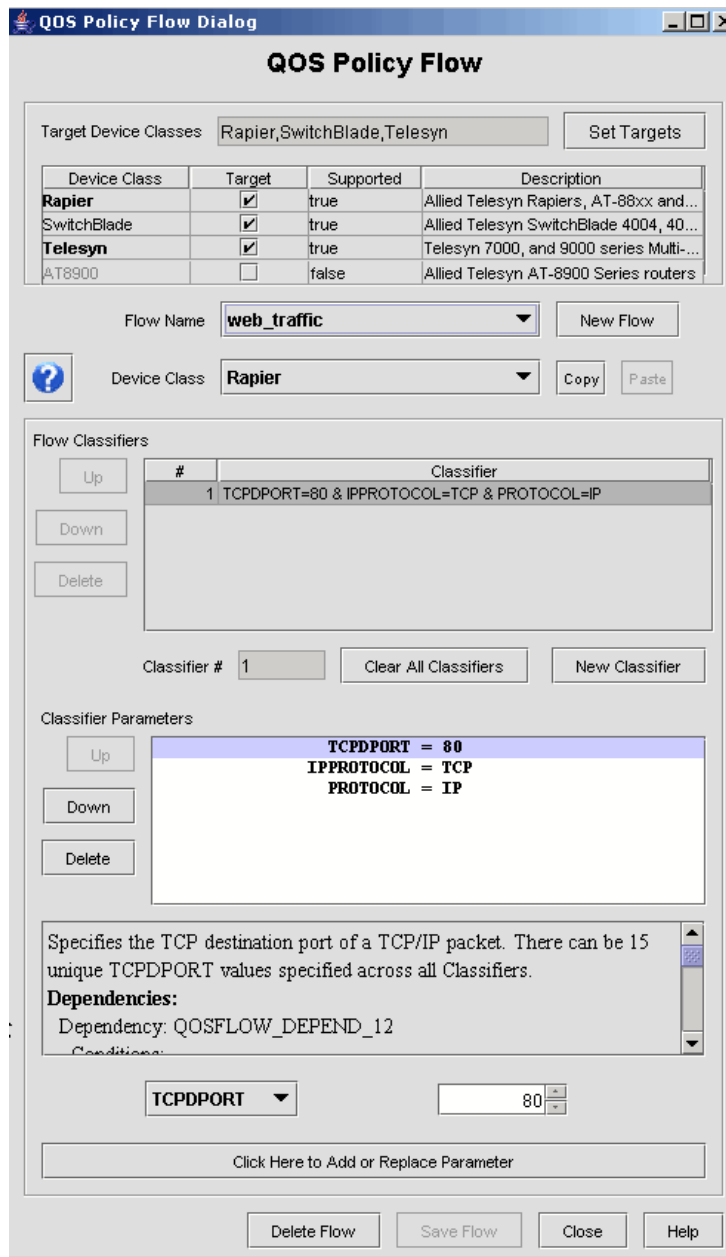 QOS Policy Flow Dialog
QOS Policy Flow
Target Device Classes Rapier,SwitchBlade,Telesyn Set Targets
Device Class Target Supported Description
Rapier true Allied Telesyn Rapiers, AT-88xx and...
SwitchBlade true Allied Telesyn SwitchBlade 4004, 40...
Telesyn true Telesyn 7000, and 9000 series Multi-...
AT8900 false Allied Telesyn AT-8900 Series routers
Flow Name web_traffic New Flow
? Device Class Rapier Copy Paste
Flow Classifiers
Up # Classifier
1 TCPDPORT=80 & IPPROTOCOL=TCP & PROTOCOL=IP
Down
Delete
Classifier # 1 Clear All Classifiers New Classifier
Classifier Parameters
Up TCPDPORT = 80
IPPROTOCOL = TCP
PROTOCOL = IP
Down
Delete
Specifies the TCP destination port of a TCP/IP packet. There can be 15
unique TCPDPORT values specified across all Classifiers.
Dependencies:
Dependency: QOSFLOW_DEPEND_12
Conditions:
TCPDPORT 80
Click Here to Add or Replace Parameter
Delete Flow Save Flow Close Help